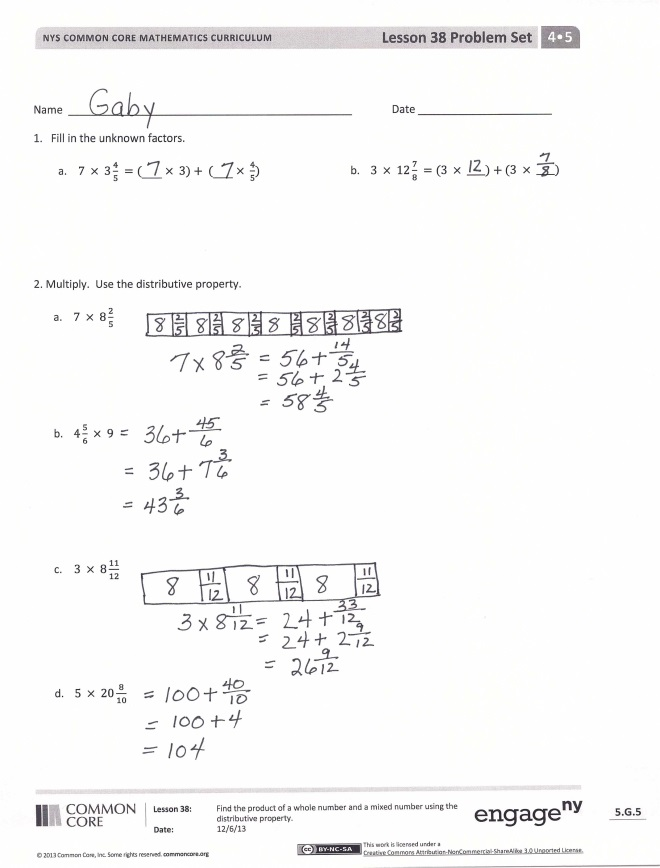 NYS COMMON CORE MATHEMATICS CURRICULUM Lesson 38 Problem Set 4•5
Name Gaby Date
1. Fill in the unknown factors.
a. 7 × 3 4/5 = (7 × 3) + (7 × 4/5) b. 3 × 12 7/8 = (3 × 12) + (3 × 7/8)
2. Multiply. Use the distributive property.
a. 7 × 8 2/5 8 2/5 8 2/5 8 2/5 8 2/5 8 2/5 8 2/5 8 2/5
7 × 8 2/5 = 56 + 14/5
= 56 + 2 4/5
= 58 4/5
b. 4 5/6 × 9 = 36 + 45/6
= 36 + 7 3/6
= 43 3/6
c. 3 × 8 11/12 8 11/12 8 11/12 8 11/12
3 × 8 11/12 = 24 + 33/12
= 24 + 2 9/12
= 26 9/12
d. 5 × 20 8/10 = 100 + 40/10
= 100 + 4
= 104
COMMON CORE
Lesson 38: Find the product of a whole number and a mixed number using the
distributive property.
Date: 12/6/13
engage ny
5.G.5
© 2013 Common Core, Inc. Some rights reserved. commoncore.org
(cc) BY-NC-SA This work is licensed under a
Creative Commons Attribution-NonCommercial-ShareAlike 3.0 Unported License.